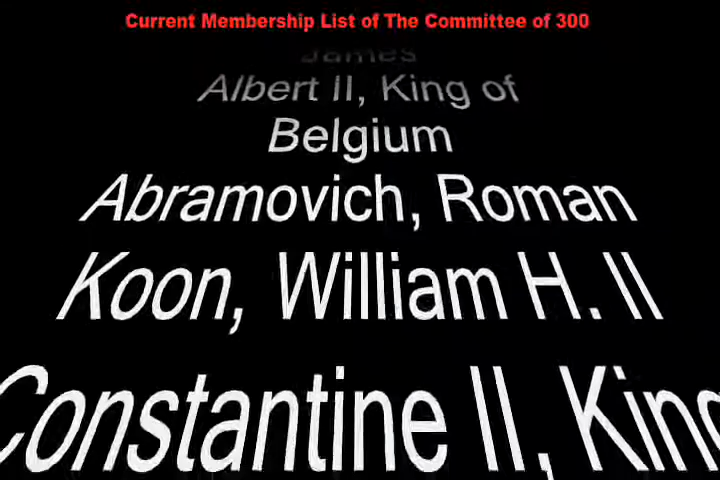 Current Membership List of The Committee of 300
James
Albert II, King of
Belgium
Abramovich, Roman
Koon, William H. II
Constantine II, King